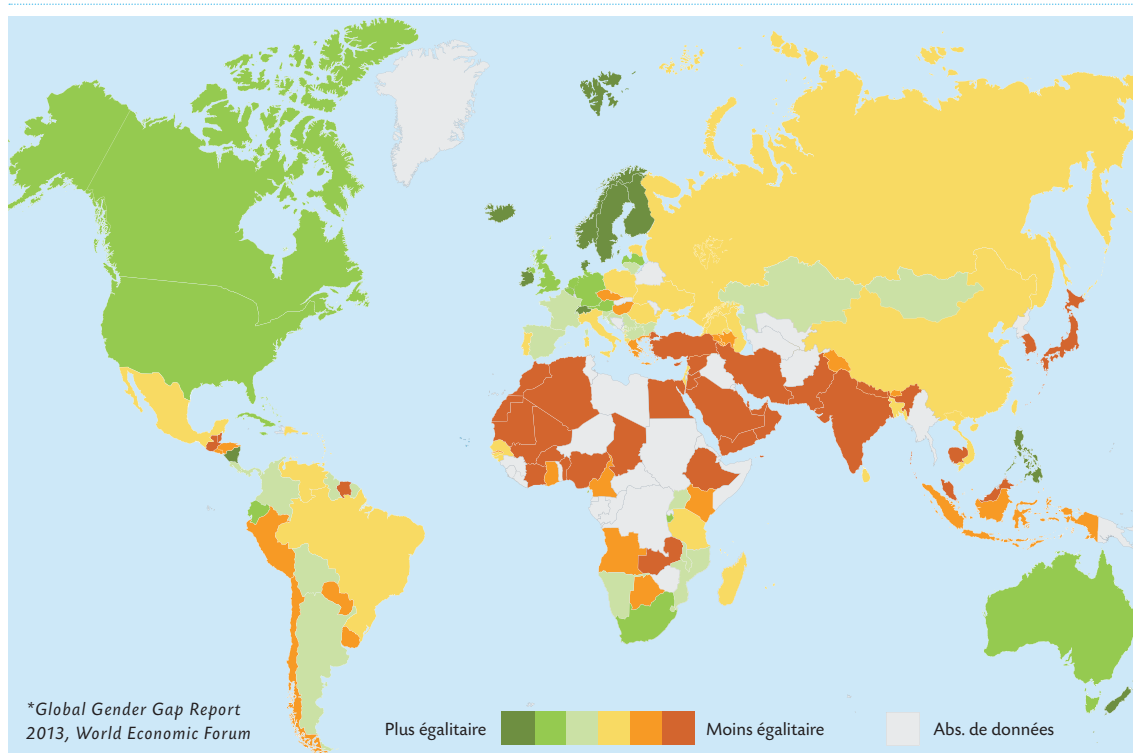 *Global Gender Gap Report
2013, World Economic Forum
Plus égalitaire
Moins égalitaire
Abs. de données